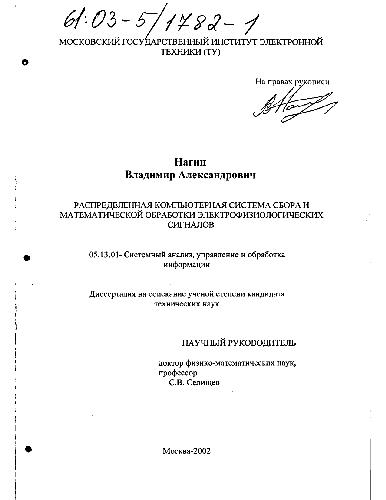 61:03-5/1782-1
МОСКОВСКИЙ ГОСУДАРСТВЕННЫЙ ИНСТИТУТ ЭЛЕКТРОННОЙ
ТЕХНИКИ (ТУ)
На правах рукописи
Нагин
Владимир Александрович
РАСПРЕДЕЛЕННАЯ КОМПЬЮТЕРНАЯ СИСТЕМА СБОРА И
МАТЕМАТИЧЕСКОЙ ОБРАБОТКИ ЭЛЕКТРОФИЗИОЛОГИЧЕСКИХ
СИГНАЛОВ
05.13.01- Системный анализ, управление и обработка
информации
Диссертация на соискание ученой степени кандидата
технических наук
НАУЧНЫЙ РУКОВОДИТЕЛЬ
доктор физико-математических наук,
профессор
С.В. Селищев
Москва-2002